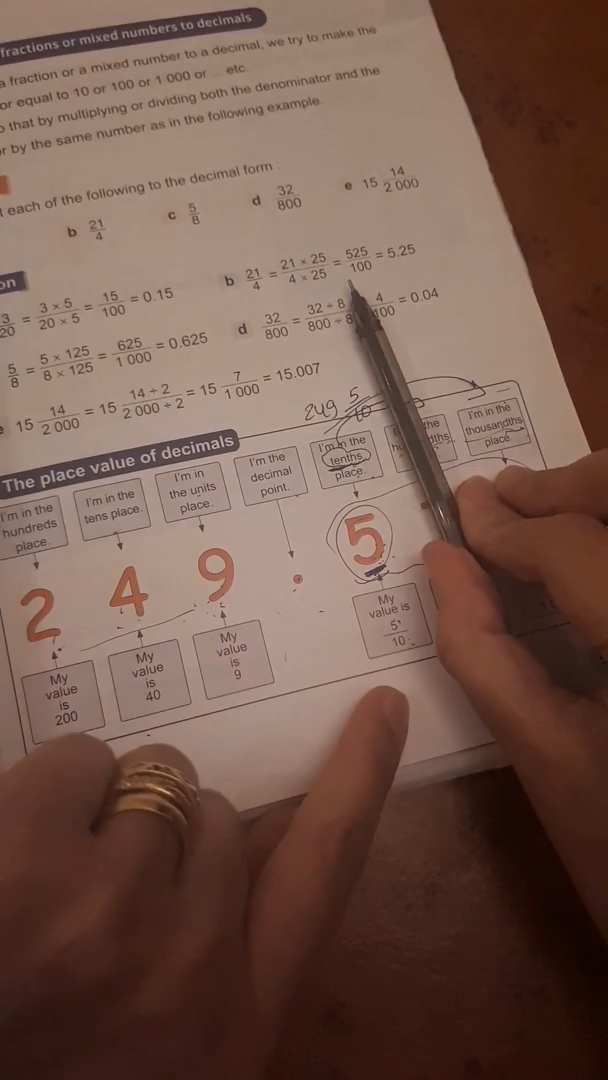 fractions or mixed numbers to decimals
a fraction or a mixed number to a decimal, we try to make the
or equal to 10 or 100 or 1 000 or ... etc.
that by multiplying or dividing both the denominator and the
by the same number as in the following example.
each of the following to the decimal form :
b 21/4 c 5/8 d 32/800 e 15 14/2 000
3/20 = 3 × 5/20 × 5 = 15/100 = 0.15
b 21/4 = 21 × 25/4 × 25 = 525/100 = 5.25
5/8 = 5 × 125/8 × 125 = 625/1 000 = 0.625
d 32/800 = 32 ÷ 8/800 ÷ 8 4/100 = 0.04
e 15 14/2 000 = 15 14 ÷ 2/2 000 ÷ 2 = 15 7/1 000 = 15.007
249 5/10
The place value of decimals
I'm in the hundreds place.
I'm in the tens place.
I'm in the units place.
I'm the decimal point.
I'm in the tenths place.
the
I'm in the thousandths place.
2 4 9 . 5
My value is 200
My value is 40
My value is 9
My value is 5/10